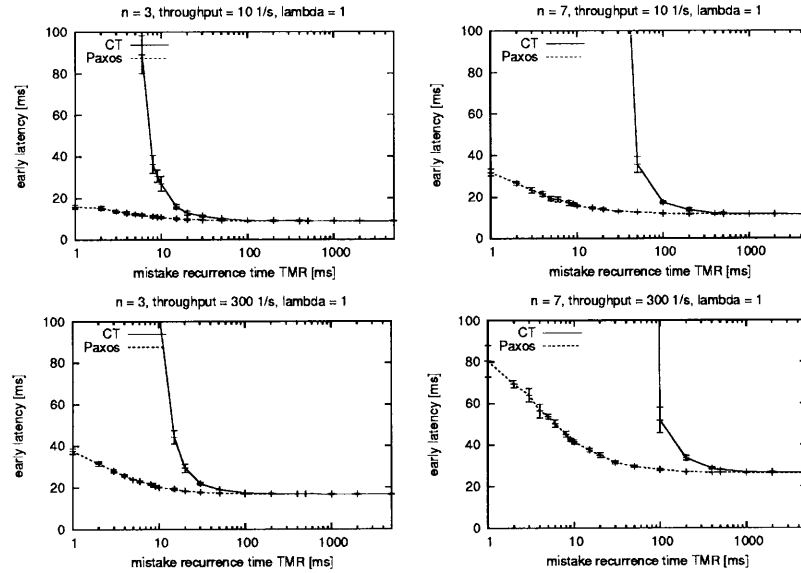 n = 3, throughput = 10 1/s, lambda = 1
100
80
60
40
20
0
early latency [ms]
CT
Paxos
1
10
100
1000
mistake recurrence time TMR [ms]
n = 7, throughput = 10 1/s, lambda = 1
100
80
60
40
20
0
early latency [ms]
CT
Paxos
1
10
100
1000
mistake recurrence time TMR [ms]
n = 3, throughput = 300 1/s, lambda = 1
100
80
60
40
20
0
early latency [ms]
CT
Paxos
1
10
100
1000
mistake recurrence time TMR [ms]
n = 7, throughput = 300 1/s, lambda = 1
100
80
60
40
20
0
early latency [ms]
CT
Paxos
1
10
100
1000
mistake recurrence time TMR [ms]